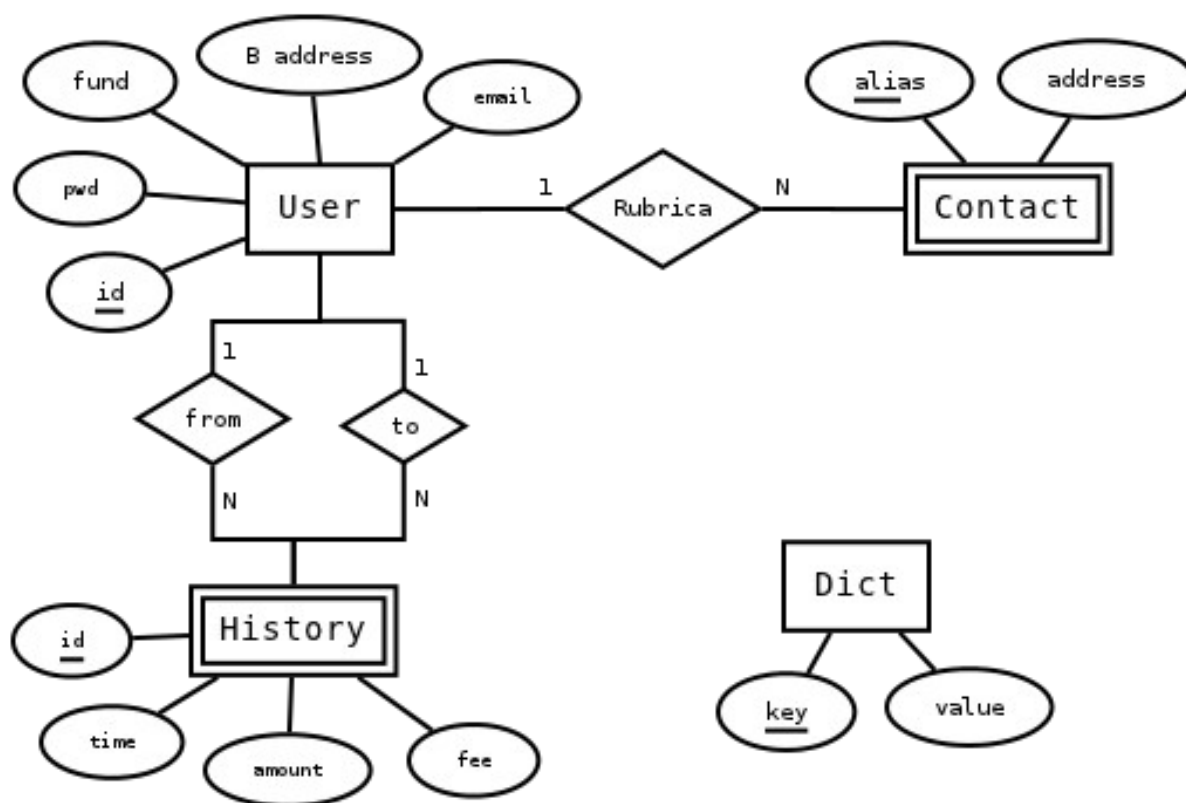 B address
fund
email
alias
address
pwd
User
1
Rubrica
N
Contact
id
1
1
from
to
N
N
Dict
History
id
key
value
time
amount
fee